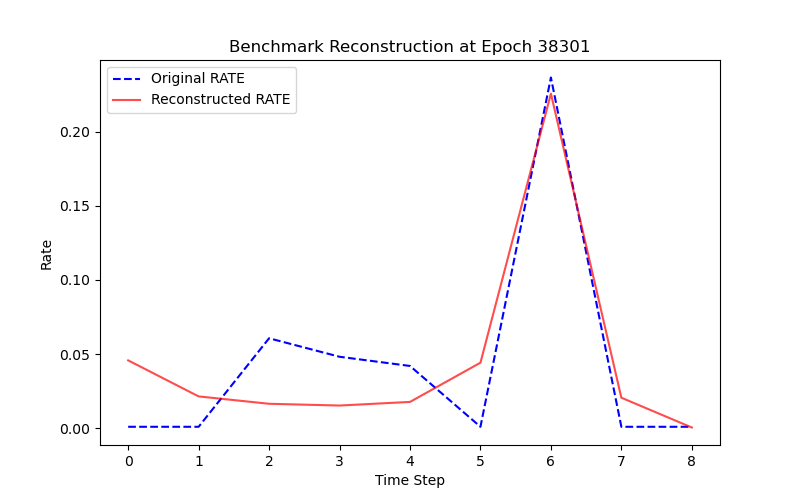 Benchmark Reconstruction at Epoch 38301
Original RATE
Reconstructed RATE
0.20
0.15
0.10
0.05
0.00
Rate
0 1 2 3 4 5 6 7 8
Time Step